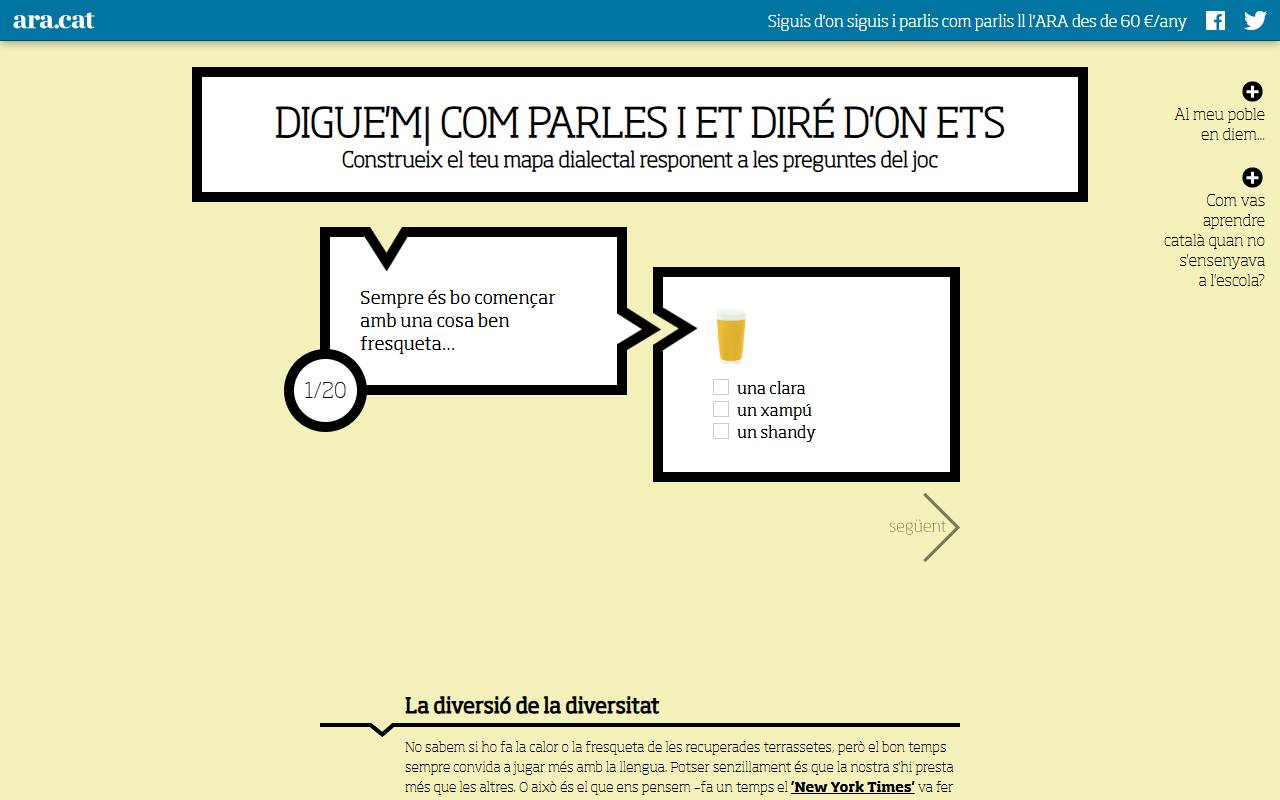 ara.cat
Siguis d'on siguis i parlis com parlis ll l'ARA des de 60 €/any
DIGUE'M| COM PARLES I ET DIRÉ D'ON ETS
Construeix el teu mapa dialectal responent a les preguntes del joc
Al meu poble
en diem...
Com vas
aprendre
català quan no
s'ensenyava
a l'escola?
Sempre és bo començar
amb una cosa ben
fresqueta...
1/20
una clara
un xampú
un shandy
següent
La diversió de la diversitat
No sabem si ho fa la calor o la fresqueta de les recuperades terrassetes, però el bon temps
sempre convida a jugar més amb la llengua. Potser senzillament és que la nostra s'hi presta
més que les altres. O això és el que ens pensem -fa un temps el 'New York Times' va fer